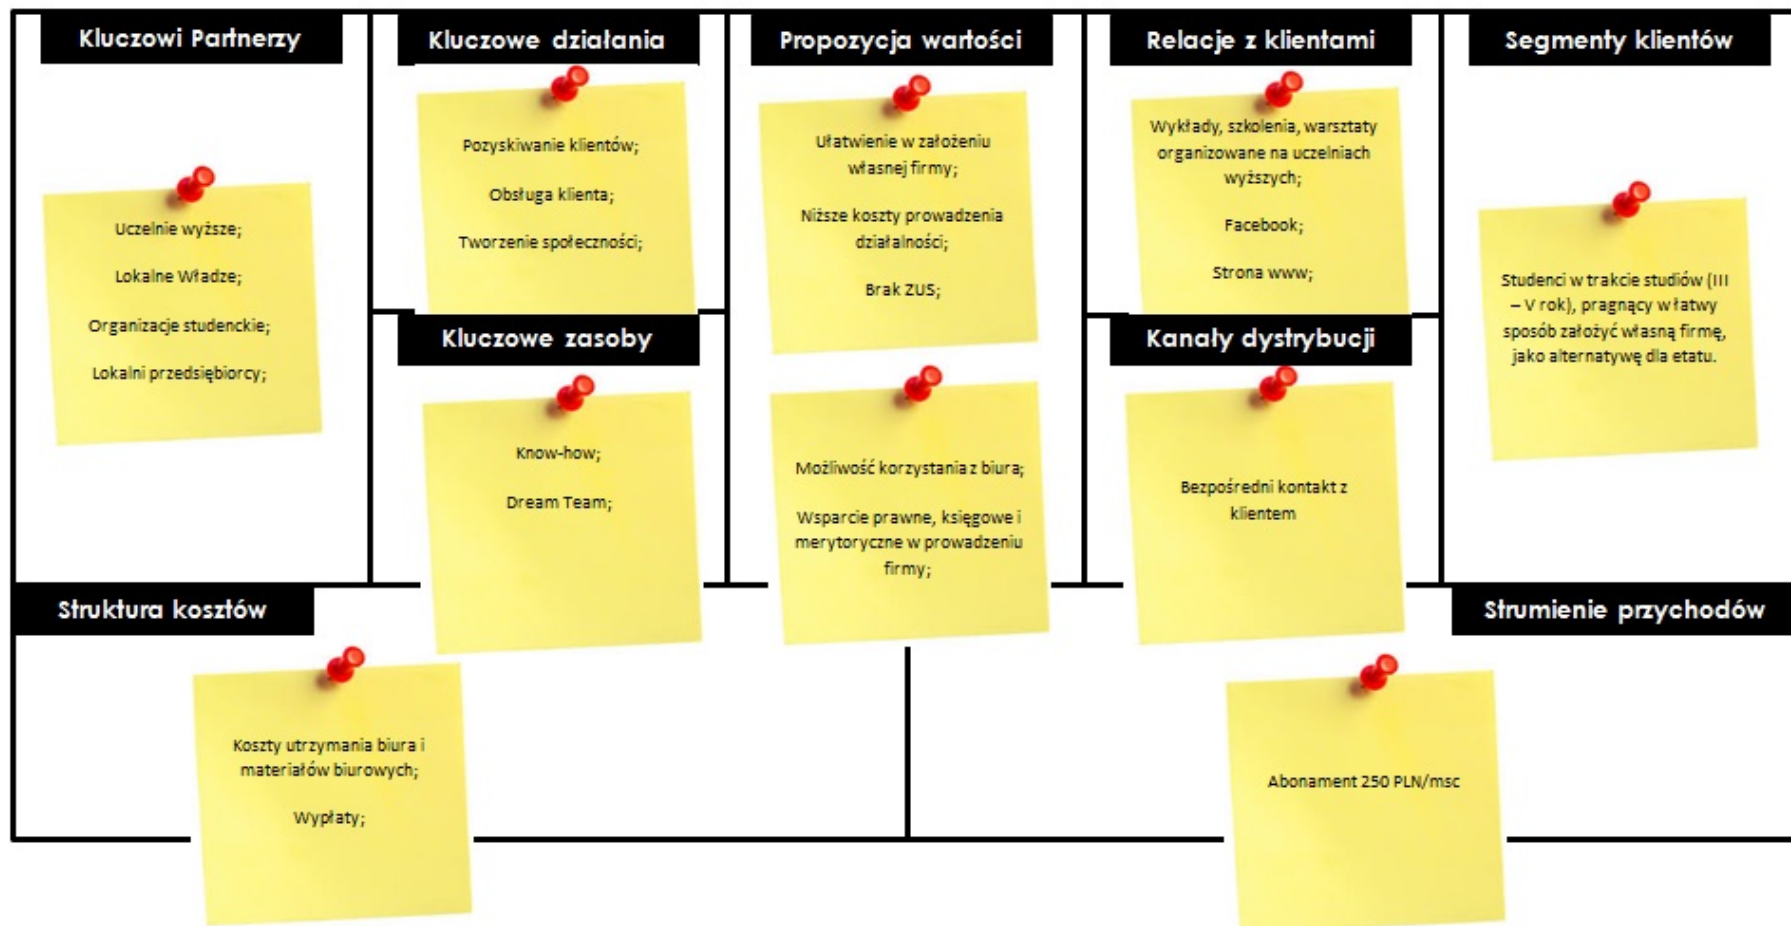 Kluczowi Partnerzy
Uczelnie wyższe;
Lokalne Władze;
Organizacje studenckie;
Lokalni przedsiębiorcy;
Kluczowe działania
Pozyskiwanie klientów;
Obsługa klienta;
Tworzenie społeczności;
Kluczowe zasoby
Know-how;
Dream Team;
Propozycja wartości
Ułatwienie w założeniu
własnej firmy;
Niższe koszty prowadzenia
działalności;
Brak ZUS;
Możliwość korzystania z biura;
Wsparcie prawne, księgowe i
merytoryczne w prowadzeniu
firmy;
Relacje z klientami
Wykłady, szkolenia, warsztaty
organizowane na uczelniach
wyższych;
Facebook;
Strona www;
Kanały dystrybucji
Bezpośredni kontakt z
klientem
Segmenty klientów
Studenci w trakcie studiów (III
– V rok), pragnący w łatwy
sposób założyć własną firmę,
jako alternatywę dla etatu.
Struktura kosztów
Koszty utrzymania biura i
materiałów biurowych;
Wypłaty;
Strumienie przychodów
Abonament 250 PLN/msc